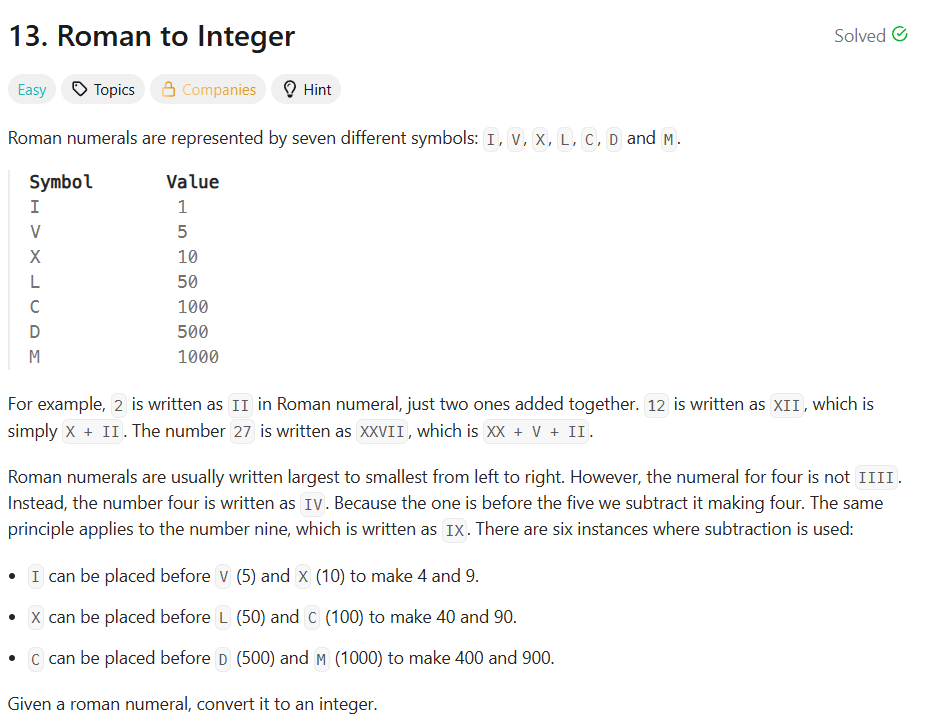 13. Roman to Integer
Solved
Easy Topics Companies Hint
Roman numerals are represented by seven different symbols: I, V, X, L, C, D and M.
Symbol Value
I 1
V 5
X 10
L 50
C 100
D 500
M 1000
For example, 2 is written as II in Roman numeral, just two ones added together. 12 is written as XII, which is
simply X + II. The number 27 is written as XXVII, which is XX + V + II.
Roman numerals are usually written largest to smallest from left to right. However, the numeral for four is not IIII.
Instead, the number four is written as IV. Because the one is before the five we subtract it making four. The same
principle applies to the number nine, which is written as IX. There are six instances where subtraction is used:
• I can be placed before V (5) and X (10) to make 4 and 9.
• X can be placed before L (50) and C (100) to make 40 and 90.
• C can be placed before D (500) and M (1000) to make 400 and 900.
Given a roman numeral, convert it to an integer.